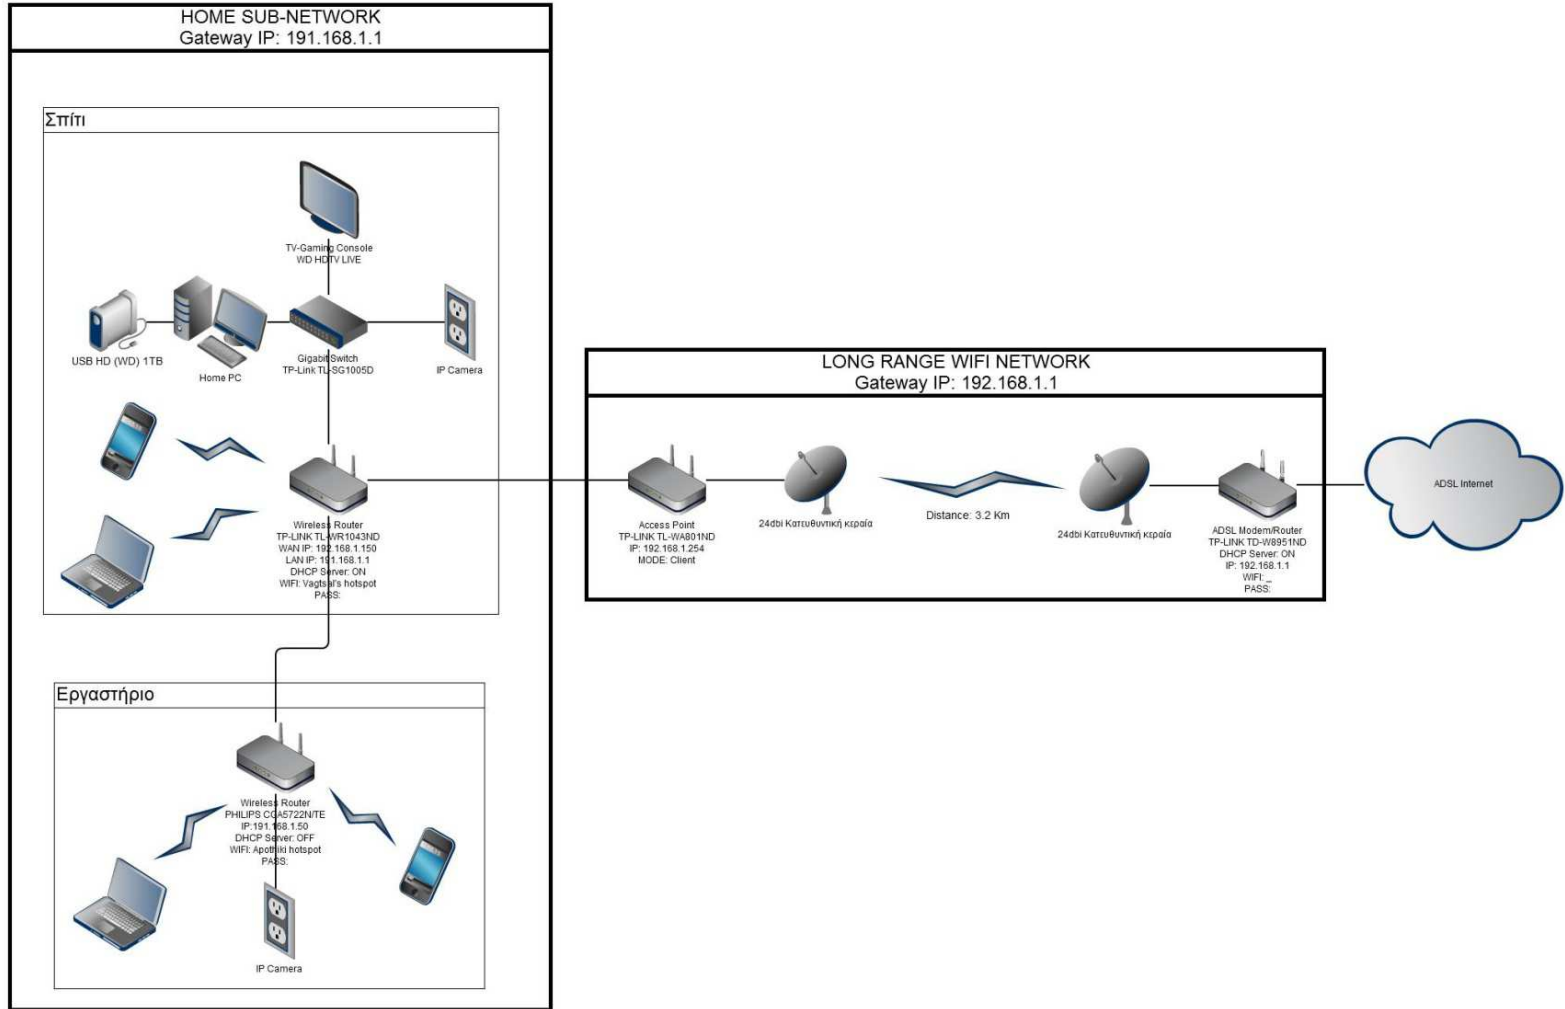 HOME SUB-NETWORK
Gateway IP: 191.168.1.1
Σπίτι
TV-Gaming Console
WD HDTV LIVE
USB HD (WD) 1TB
Home PC
Gigabit Switch
TP-Link TL-SG1005D
IP Camera
Wireless Router
TP-LINK TL-WR1043ND
WAN IP: 192.168.1.150
LAN IP: 191.168.1.1
DHCP Server: ON
WIFI: Vagtsal's hotspot
PASS:
Εργαστήριο
Wireless Router
PHILIPS CGA5722N/TE
IP:191.168.1.50
DHCP Server: OFF
WIFI: Apothiki hotspot
PASS:
IP Camera
LONG RANGE WIFI NETWORK
Gateway IP: 192.168.1.1
Access Point
TP-LINK TL-WA801ND
IP: 192.168.1.254
MODE: Client
24dbi Κατευθυντική κεραία
Distance: 3.2 Km
24dbi Κατευθυντική κεραία
ADSL Modem/Router
TP-LINK TD-W8951ND
DHCP Server: ON
IP: 192.168.1.1
WIFI: _
PASS:
ADSL Internet